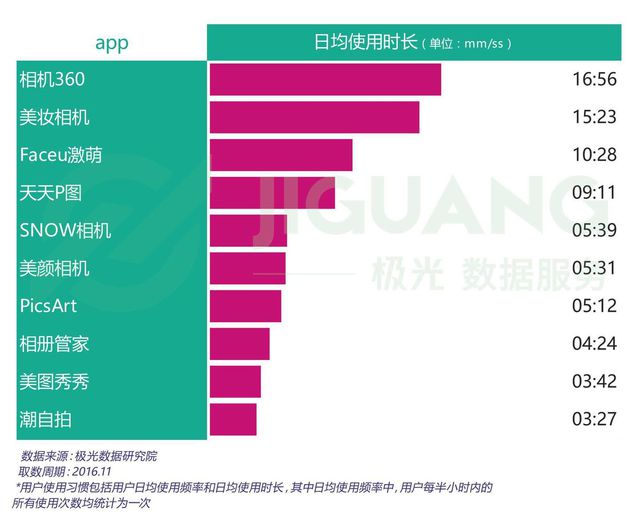 app 日均使用时长（单位：mm/ss）
相机360 16:56
美妆相机 15:23
Faceu激萌 10:28
天天P图 09:11
SNOW相机 05:39
美颜相机 05:31
PicsArt 05:12
相册管家 04:24
美图秀秀 03:42
潮自拍 03:27
JIGUANG
极光 数据服务
数据来源：极光数据研究院
取数周期：2016.11
*用户使用习惯包括用户日均使用频率和日均使用时长，其中日均使用频率中，用户每半小时内的
所有使用次数均统计为一次